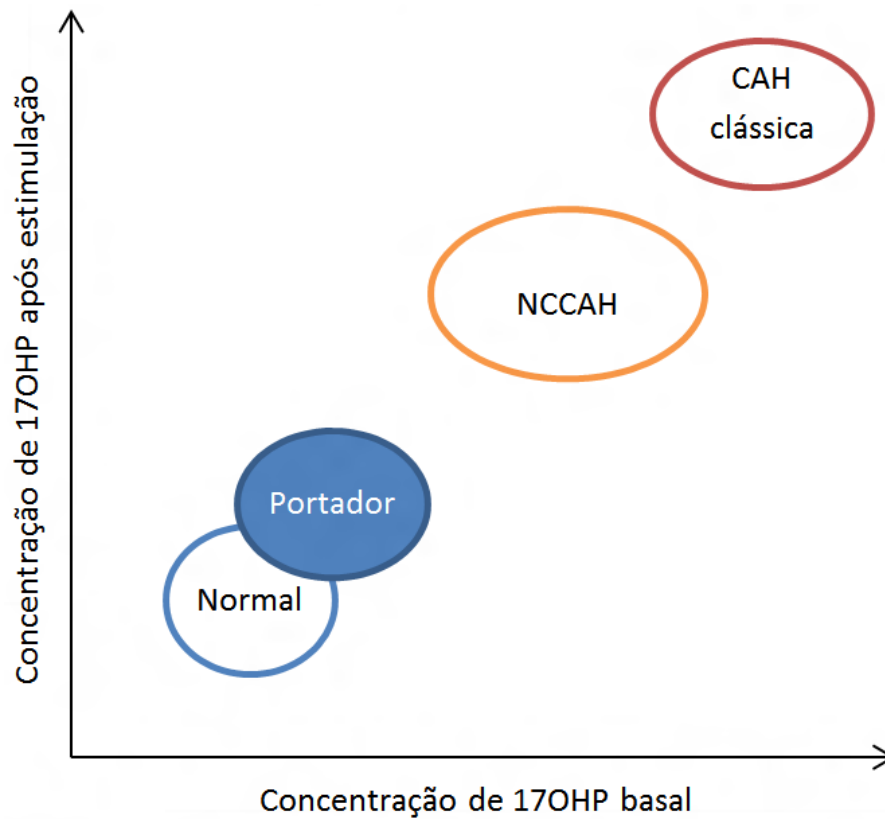 Concentração de 17OHP após estimulação
CAH
clássica
NCCAH
Portador
Normal
Concentração de 17OHP basal